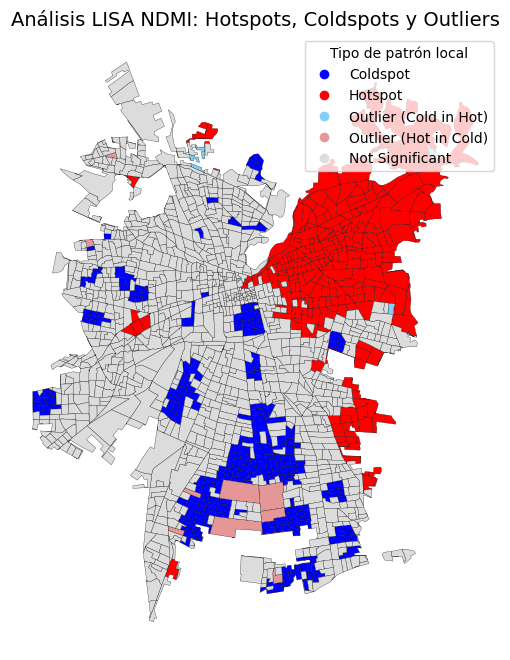 Análisis LISA NDMI: Hotspots, Coldspots y Outliers
Tipo de patrón local
Coldspot
Hotspot
Outlier (Cold in Hot)
Outlier (Hot in Cold)
Not Significant